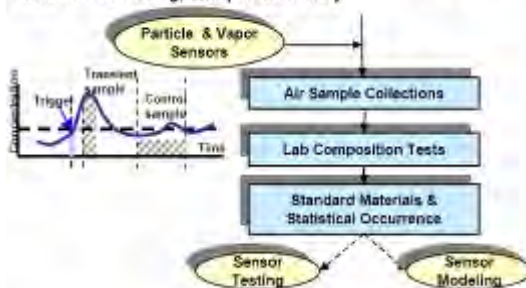 Particle & Vapor
Sensors
Air Sample Collections
Lab Composition Tests
Standard Materials &
Statistical Occurrence
Sensor
Testing
Sensor
Modeling
Concentration
Trigger
Transient
sample
Control
sample
Time